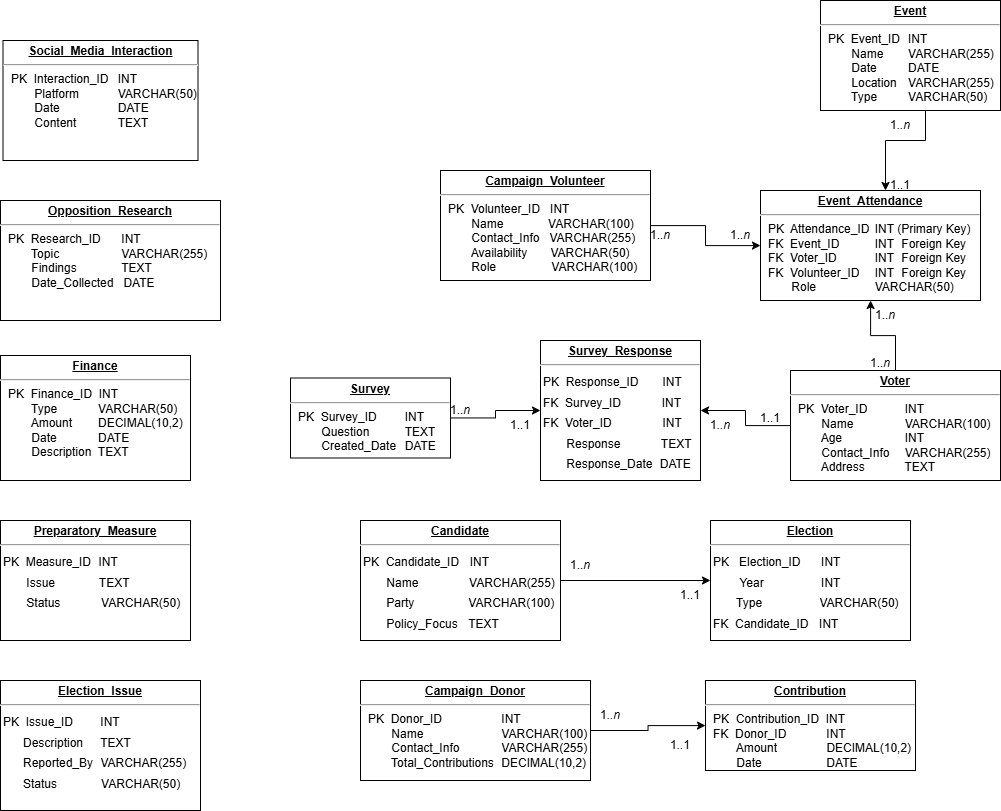 Event
PK Event_ID INT
Name VARCHAR(255)
Date DATE
Location VARCHAR(255)
Type VARCHAR(50)
Social_Media_Interaction
PK Interaction_ID INT
Platform VARCHAR(50)
Date DATE
Content TEXT
1..n
1..1
Campaign_Volunteer
PK Volunteer_ID INT
Name VARCHAR(100)
Contact_Info VARCHAR(255)
Availability VARCHAR(50)
Role VARCHAR(100)
1..n
1..n
Event_Attendance
PK Attendance_ID INT (Primary Key)
FK Event_ID INT Foreign Key
FK Voter_ID INT Foreign Key
FK Volunteer_ID INT Foreign Key
Role VARCHAR(50)
Opposition_Research
PK Research_ID INT
Topic VARCHAR(255)
Findings TEXT
Date_Collected DATE
1..n
1..n
Finance
PK Finance_ID INT
Type VARCHAR(50)
Amount DECIMAL(10,2)
Date DATE
Description TEXT
Survey
PK Survey_ID INT
Question TEXT
Created_Date DATE
1..n
1..1
Survey_Response
PK Response_ID INT
FK Survey_ID INT
FK Voter_ID INT
Response TEXT
Response_Date DATE
1..n
1..1
Voter
PK Voter_ID INT
Name VARCHAR(100)
Age INT
Contact_Info VARCHAR(255)
Address TEXT
Preparatory_Measure
PK Measure_ID INT
Issue TEXT
Status VARCHAR(50)
Candidate
PK Candidate_ID INT
Name VARCHAR(255)
Party VARCHAR(100)
Policy_Focus TEXT
1..n
1..1
Election
PK Election_ID INT
Year INT
Type VARCHAR(50)
FK Candidate_ID INT
Election_Issue
PK Issue_ID INT
Description TEXT
Reported_By VARCHAR(255)
Status VARCHAR(50)
Campaign_Donor
PK Donor_ID INT
Name VARCHAR(100)
Contact_Info VARCHAR(255)
Total_Contributions DECIMAL(10,2)
1..n
1..1
Contribution
PK Contribution_ID INT
FK Donor_ID INT
Amount DECIMAL(10,2)
Date DATE